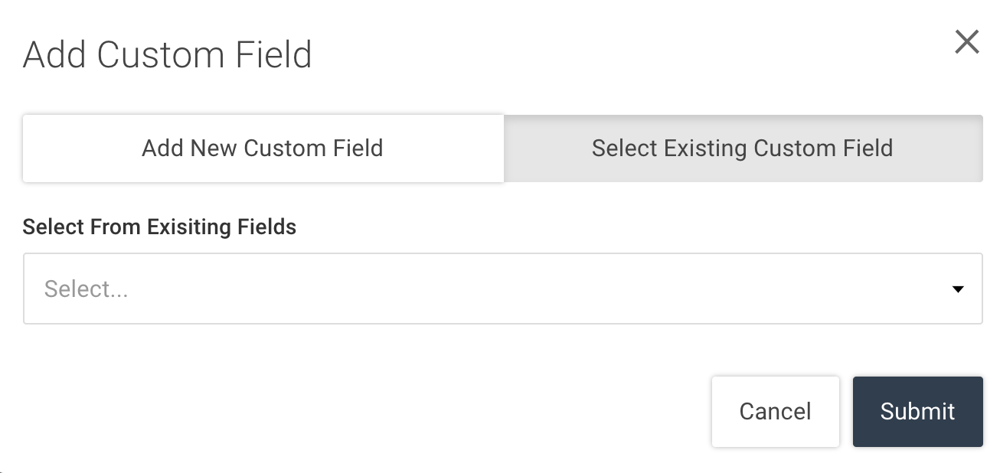 Add Custom Field
Add New Custom Field
Select Existing Custom Field
Select From Exisiting Fields
Select...
Cancel
Submit